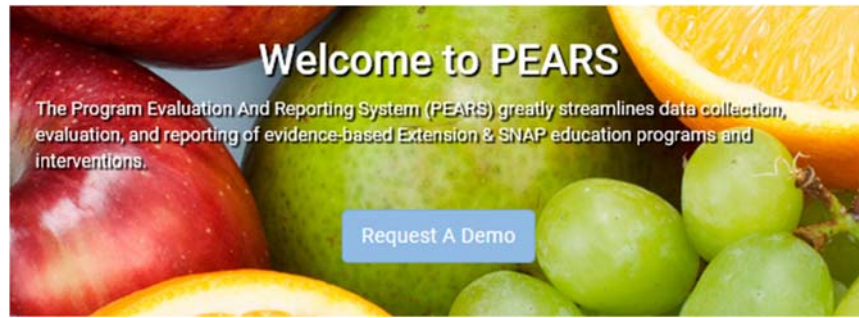 Welcome to PEARS
The Program Evaluation And Reporting System (PEARS) greatly streamlines data collection,
evaluation, and reporting of evidence-based Extension & SNAP education programs and
interventions.
Request A Demo